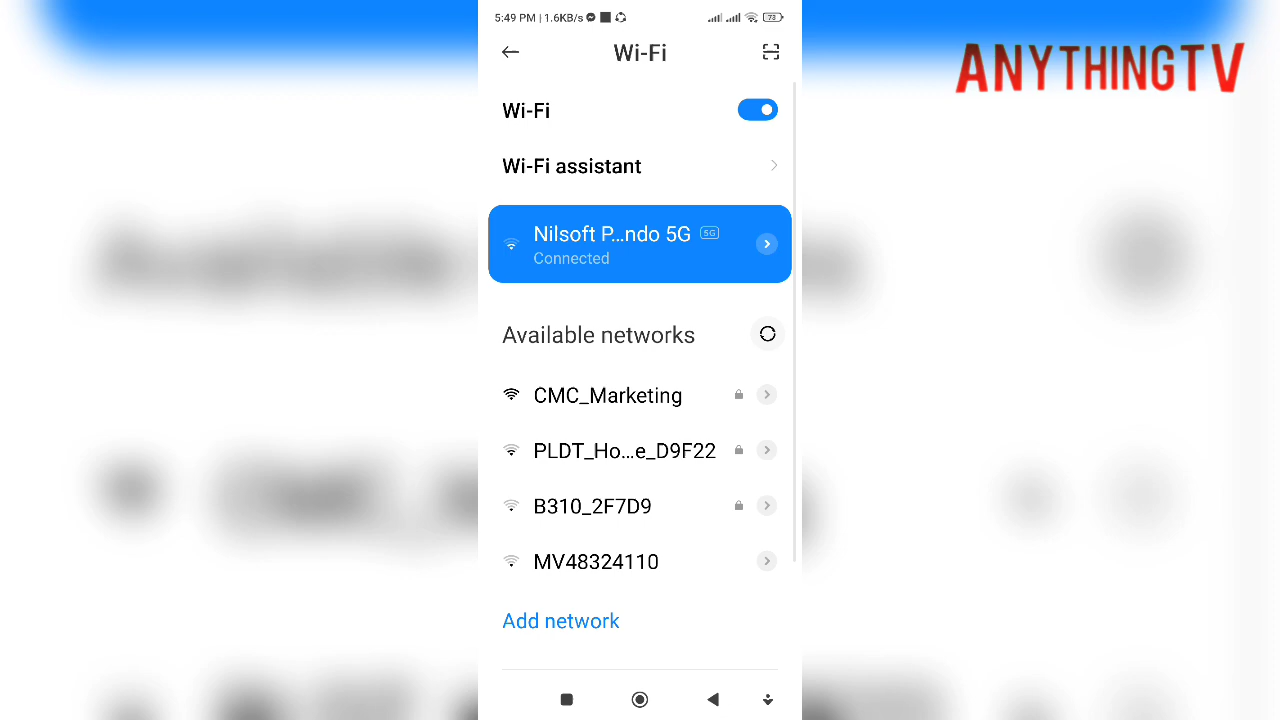 5:49 PM | 1.6KB/s
73
Wi-Fi
ANYTHINGTV
Wi-Fi
Wi-Fi assistant
Nilsoft P...ndo 5G 5G
Connected
Available networks
CMC_Marketing
PLDT_Ho...e_D9F22
B310_2F7D9
MV48324110
Add network